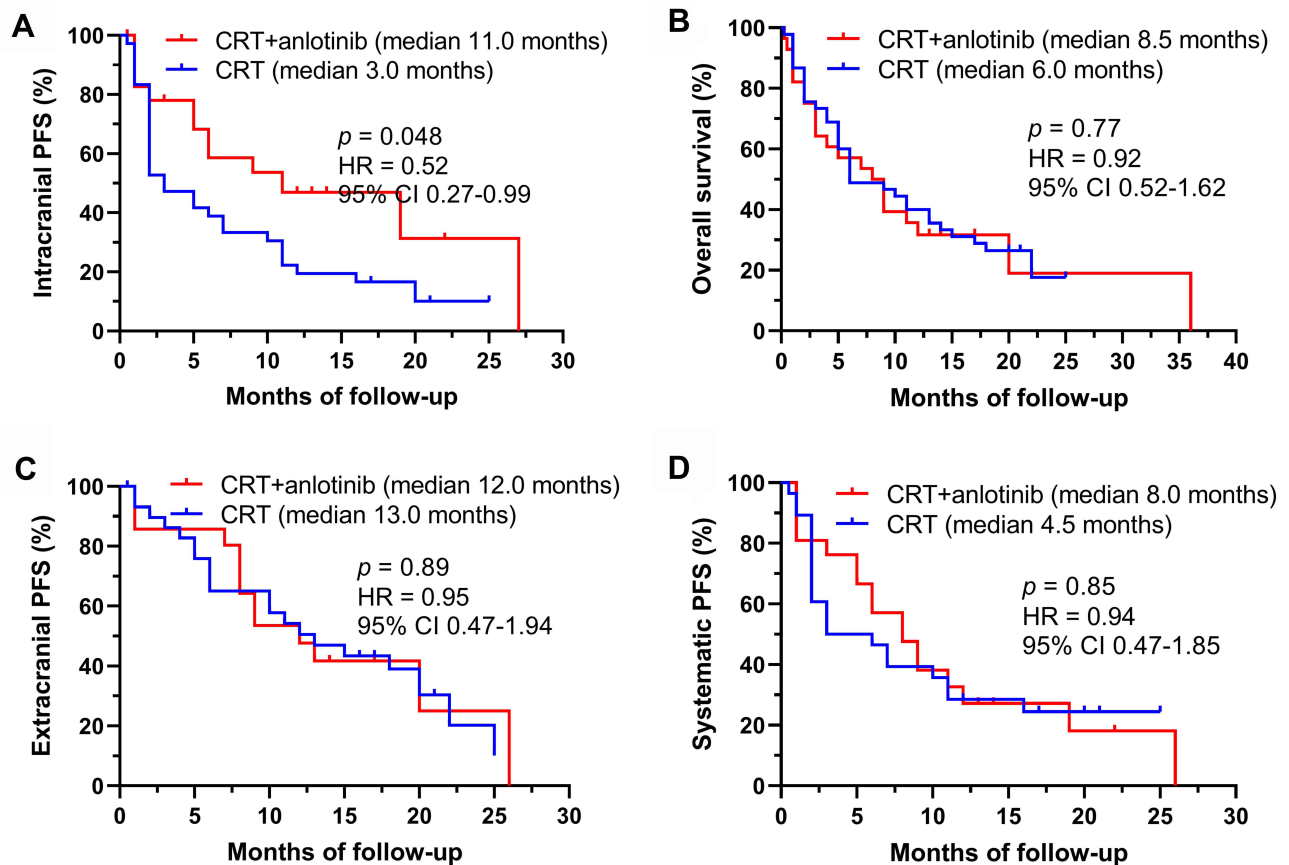 A
CRT+anlotinib (median 11.0 months)
CRT (median 3.0 months)
p = 0.048
HR = 0.52
95% CI 0.27-0.99
Intracranial PFS (%)
100
80
60
40
20
0
0 5 10 15 20 25 30
Months of follow-up
B
CRT+anlotinib (median 8.5 months)
CRT (median 6.0 months)
p = 0.77
HR = 0.92
95% CI 0.52-1.62
Overall survival (%)
100
80
60
40
20
0
0 5 10 15 20 25 30 35 40
Months of follow-up
C
CRT+anlotinib (median 12.0 months)
CRT (median 13.0 months)
p = 0.89
HR = 0.95
95% CI 0.47-1.94
Extracranial PFS (%)
100
80
60
40
20
0
0 5 10 15 20 25 30
Months of follow-up
D
CRT+anlotinib (median 8.0 months)
CRT (median 4.5 months)
p = 0.85
HR = 0.94
95% CI 0.47-1.85
Systematic PFS (%)
100
80
60
40
20
0
0 5 10 15 20 25 30
Months of follow-up